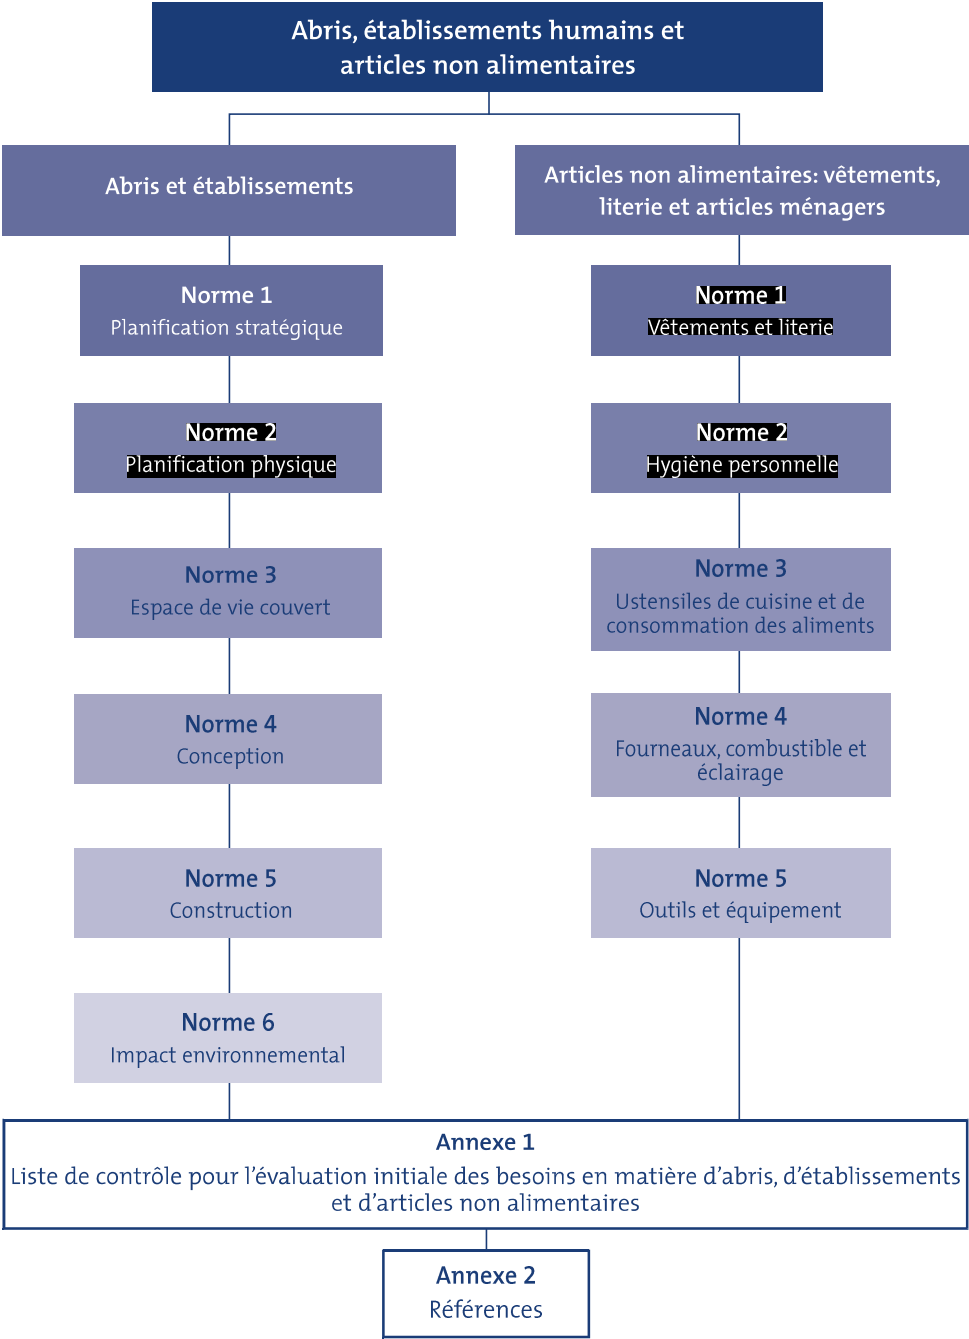 Abris, établissements humains et
articles non alimentaires
Abris et établissements
Norme 1
Planification stratégique
Norme 2
Planification physique
Norme 3
Espace de vie couvert
Norme 4
Conception
Norme 5
Construction
Norme 6
Impact environnemental
Articles non alimentaires: vêtements,
literie et articles ménagers
Norme 1
Vêtements et literie
Norme 2
Hygiène personnelle
Norme 3
Ustensiles de cuisine et de
consommation des aliments
Norme 4
Fourneaux, combustible et
éclairage
Norme 5
Outils et équipement
Annexe 1
Liste de contrôle pour l’évaluation initiale des besoins en matière d’abris, d’établissements
et d’articles non alimentaires
Annexe 2
Références